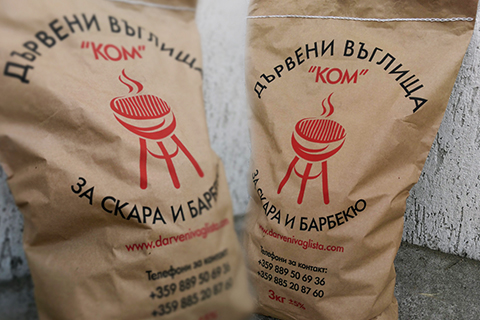 ДЪРВЕНИ ВЪГЛИЩА
"КОМ"
ЗА СКАРА И БАРБЕКЮ
www.darvenivaglista.com
Телефони за контакт:
+359 889 50 69 36
+359 885 20 87 60
ДЪРВЕНИ ВЪГЛИЩА
"КОМ"
ЗА СКАРА И БАРБЕКЮ
www.darvenivaglista.com
Телефони за контакт:
+359 889 50 69 36
+359 885 20 87 60
3кг